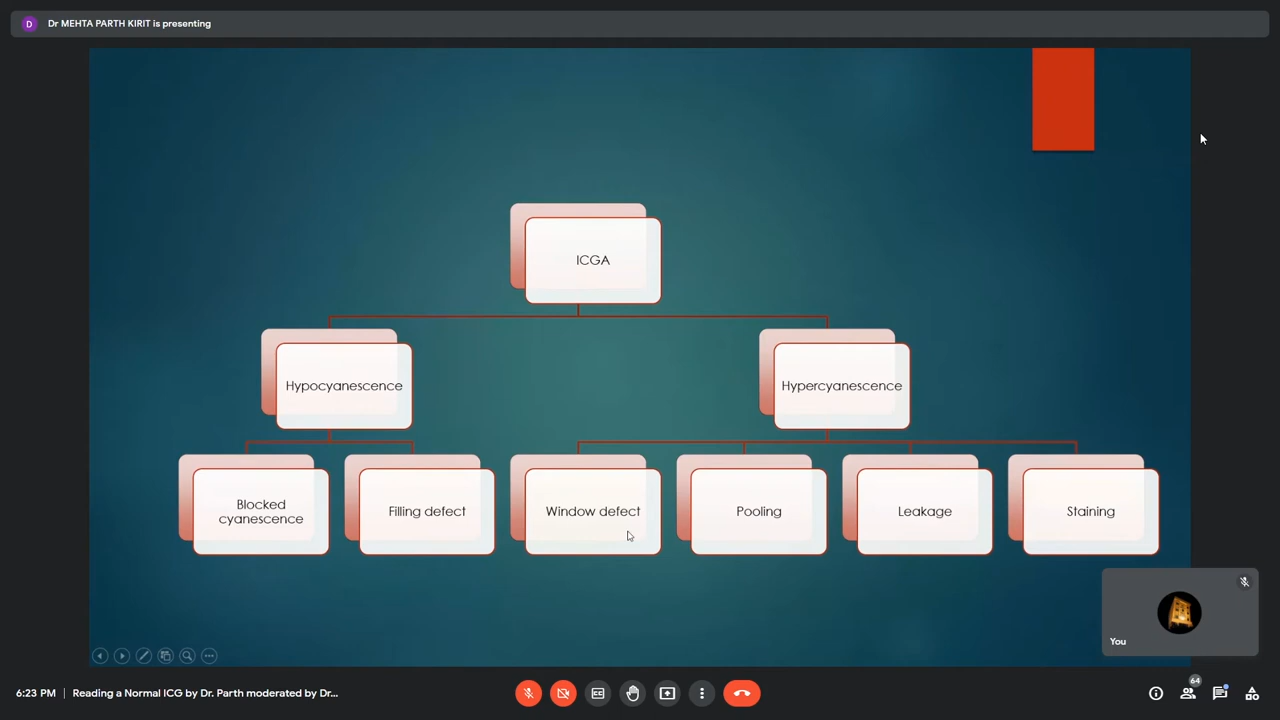 D
Dr MEHTA PARTH KIRIT is presenting
ICGA
Hypocyanescence
Hypercyanescence
Blocked
cyanescence
Filling defect
Window defect
Pooling
Leakage
Staining
You
6:23 PM | Reading a Normal ICG by Dr. Parth moderated by Dr...
64